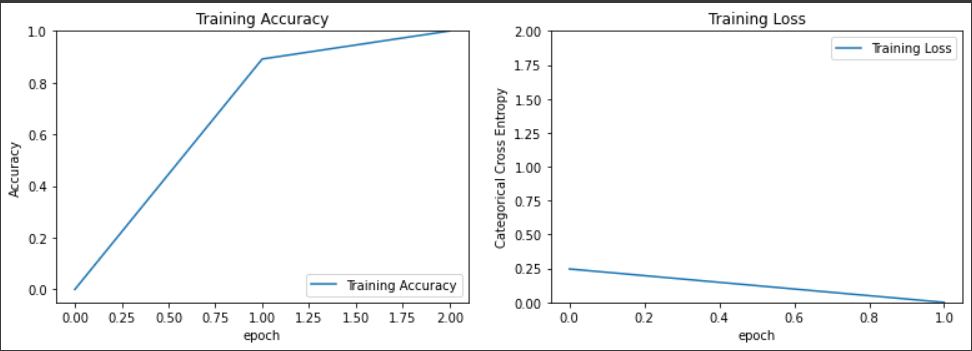 Training Accuracy
1.0
0.8
0.6
0.4
0.2
0.0
Accuracy
Training Accuracy
0.00 0.25 0.50 0.75 1.00 1.25 1.50 1.75 2.00
epoch
Training Loss
2.00
1.75
1.50
1.25
1.00
0.75
0.50
0.25
0.00
Categorical Cross Entropy
Training Loss
0.0 0.2 0.4 0.6 0.8 1.0
epoch